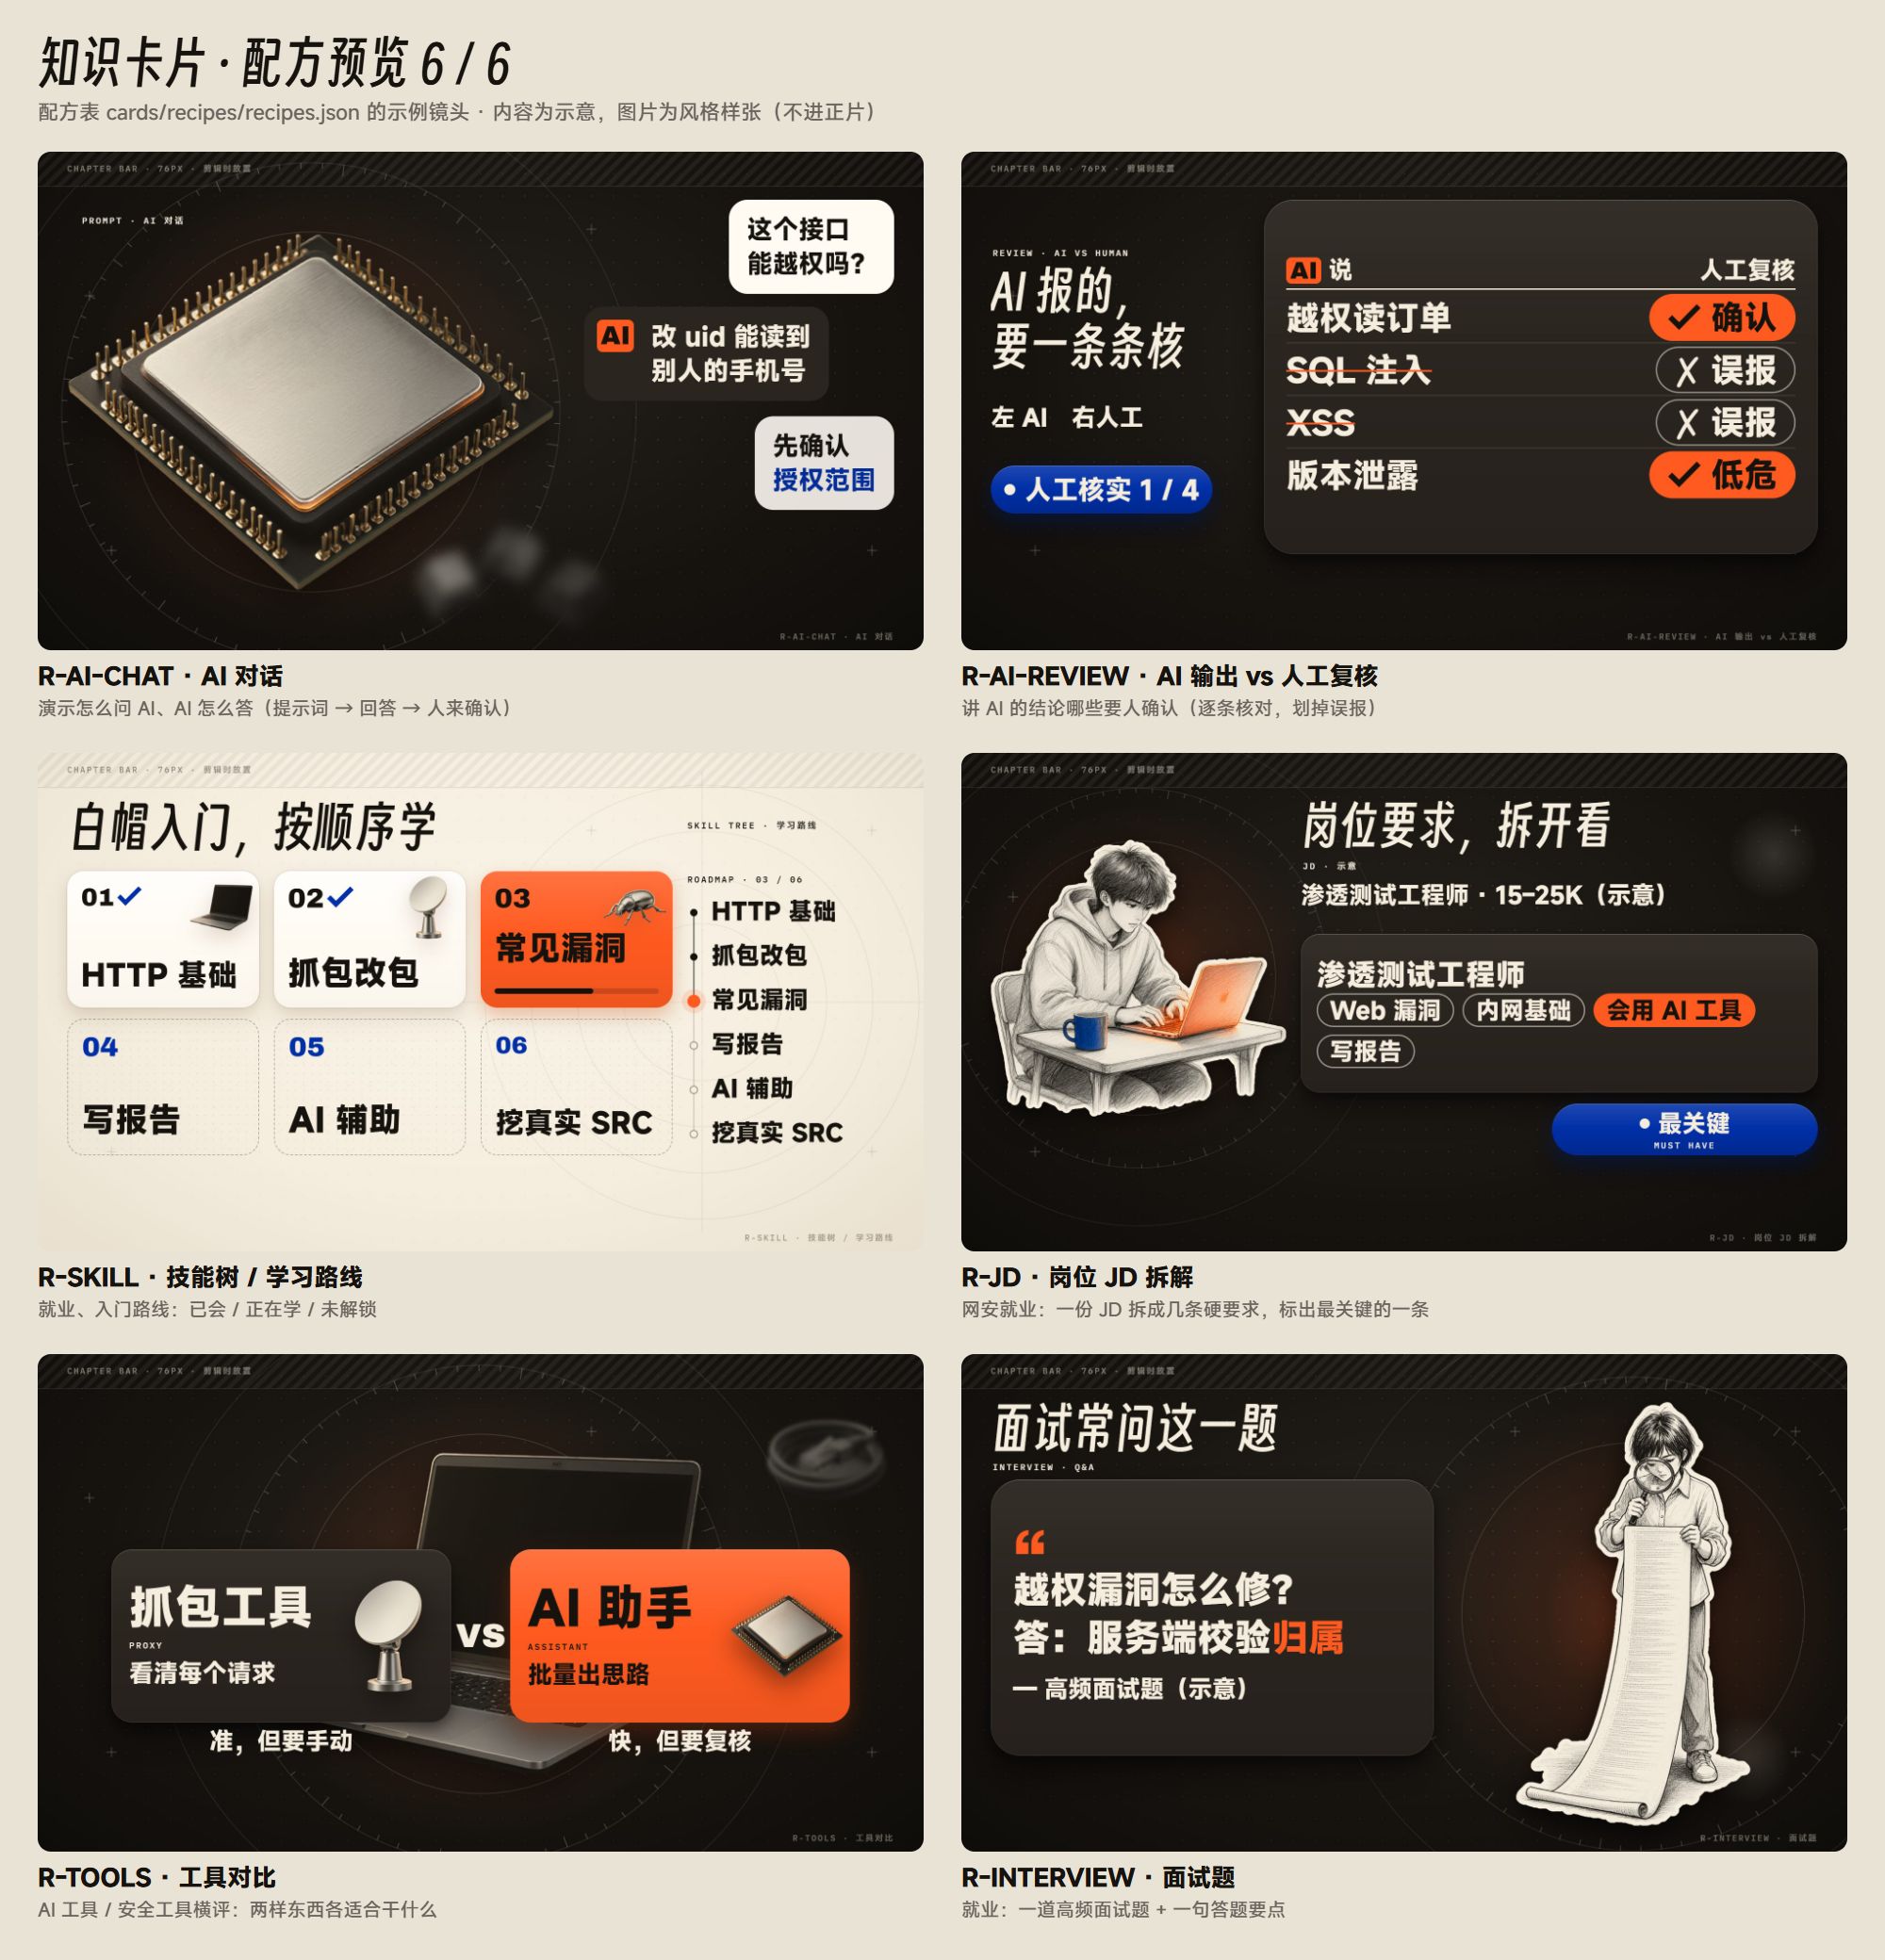 知识卡片 · 配方预览 6 / 6
配方表 cards/recipes/recipes.json 的示例镜头 · 内容为示意，图片为风格样张（不进正片）
CHAPTER BAR · 76PX · 剪辑时放置
PROMPT · AI 对话
这个接口
能越权吗?
AI 改 uid 能读到
别人的手机号
先确认
授权范围
R-AI-CHAT · AI 对话
R-AI-CHAT · AI 对话
演示怎么问 AI、AI 怎么答（提示词 → 回答 → 人来确认）
CHAPTER BAR · 76PX · 剪辑时放置
REVIEW · AI VS HUMAN
AI 报的，
要一条条核
左 AI 右人工
人工核实 1 / 4
AI 说 人工复核
越权读订单 ✓ 确认
SQL 注入 ╳ 误报
XSS ╳ 误报
版本泄露 ✓ 低危
R-AI-REVIEW · AI 输出 vs 人工复核
R-AI-REVIEW · AI 输出 vs 人工复核
讲 AI 的结论哪些要人确认（逐条核对，划掉误报）
CHAPTER BAR · 76PX · 剪辑时放置
白帽入门，按顺序学
01 ✓
HTTP 基础
02 ✓
抓包改包
03
常见漏洞
04
写报告
05
AI 辅助
06
挖真实 SRC
SKILL TREE · 学习路线
ROADMAP · 03 / 06
HTTP 基础
抓包改包
常见漏洞
写报告
AI 辅助
挖真实 SRC
R-SKILL · 技能树 / 学习路线
R-SKILL · 技能树 / 学习路线
就业、入门路线：已会 / 正在学 / 未解锁
CHAPTER BAR · 76PX · 剪辑时放置
岗位要求，拆开看
JD · 示意
渗透测试工程师 · 15–25K（示意）
渗透测试工程师
Web 漏洞 内网基础 会用 AI 工具
写报告
最关键
MUST HAVE
R-JD · 岗位 JD 拆解
R-JD · 岗位 JD 拆解
网安就业：一份 JD 拆成几条硬要求，标出最关键的一条
CHAPTER BAR · 76PX · 剪辑时放置
抓包工具
PROXY
看清每个请求
VS
AI 助手
ASSISTANT
批量出思路
准，但要手动
快，但要复核
R-TOOLS · 工具对比
R-TOOLS · 工具对比
AI 工具 / 安全工具横评：两样东西各适合干什么
CHAPTER BAR · 76PX · 剪辑时放置
面试常问这一题
INTERVIEW · Q&A
“
越权漏洞怎么修?
答：服务端校验归属
— 高频面试题（示意）
R-INTERVIEW · 面试题
R-INTERVIEW · 面试题
就业：一道高频面试题 + 一句答题要点